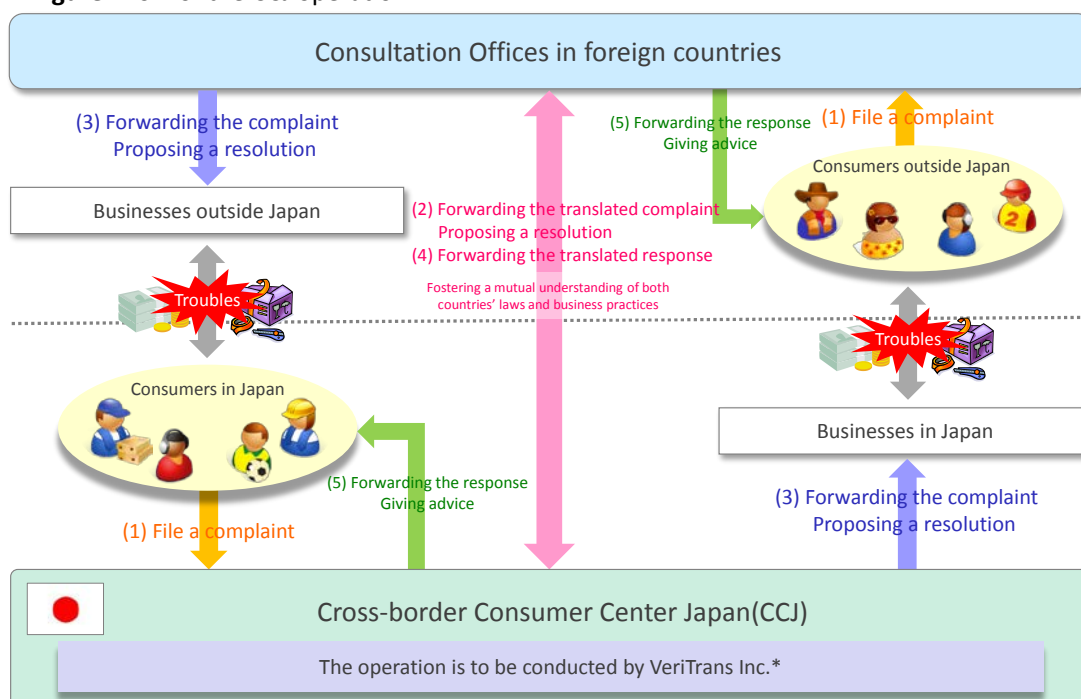 Consultation Offices in foreign countries
(3) Forwarding the complaint
Proposing a resolution
(5) Forwarding the response
Giving advice
(1) File a complaint
Consumers outside Japan
2
Businesses outside Japan
(2) Forwarding the translated complaint
Proposing a resolution
(4) Forwarding the translated response
Fostering a mutual understanding of both
countries' laws and business practices
Troubles
Troubles
Consumers in Japan
Businesses in Japan
(5) Forwarding the response
Giving advice
(3) Forwarding the complaint
Proposing a resolution
(1) File a complaint
Cross-border Consumer Center Japan(CCJ)
The operation is to be conducted by VeriTrans Inc.*